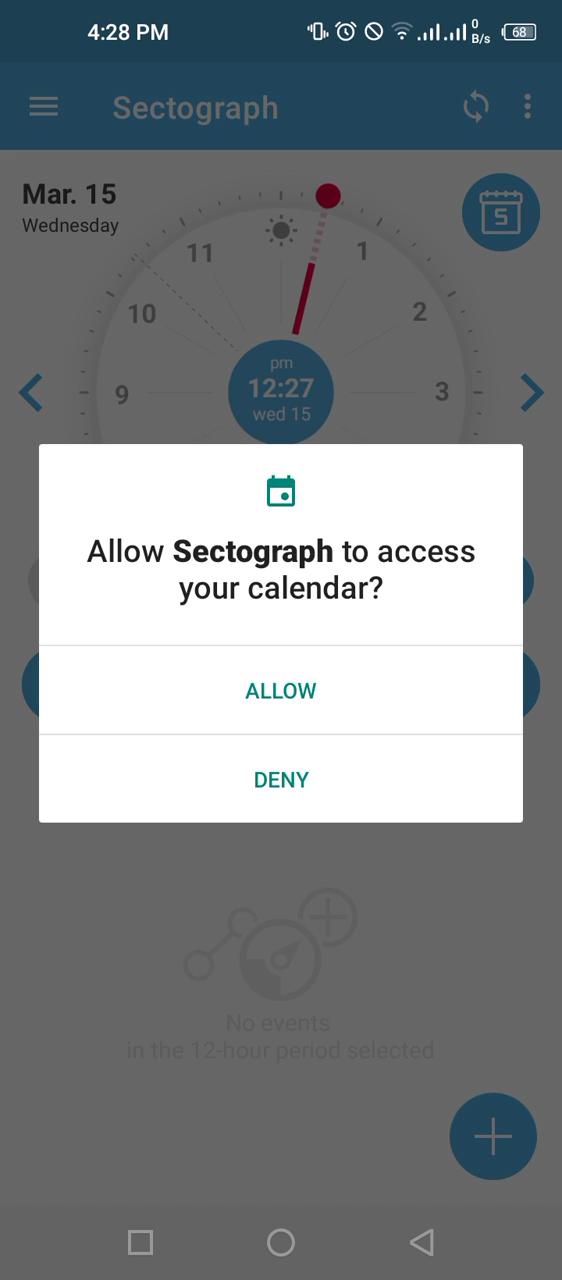 4:28 PM
0
B/s
68
Sectograph
Mar. 15
Wednesday
5
11
1
10
2
9
3
pm
12:27
wed 15
Allow Sectograph to access
your calendar?
ALLOW
DENY
No events
in the 12-hour period selected